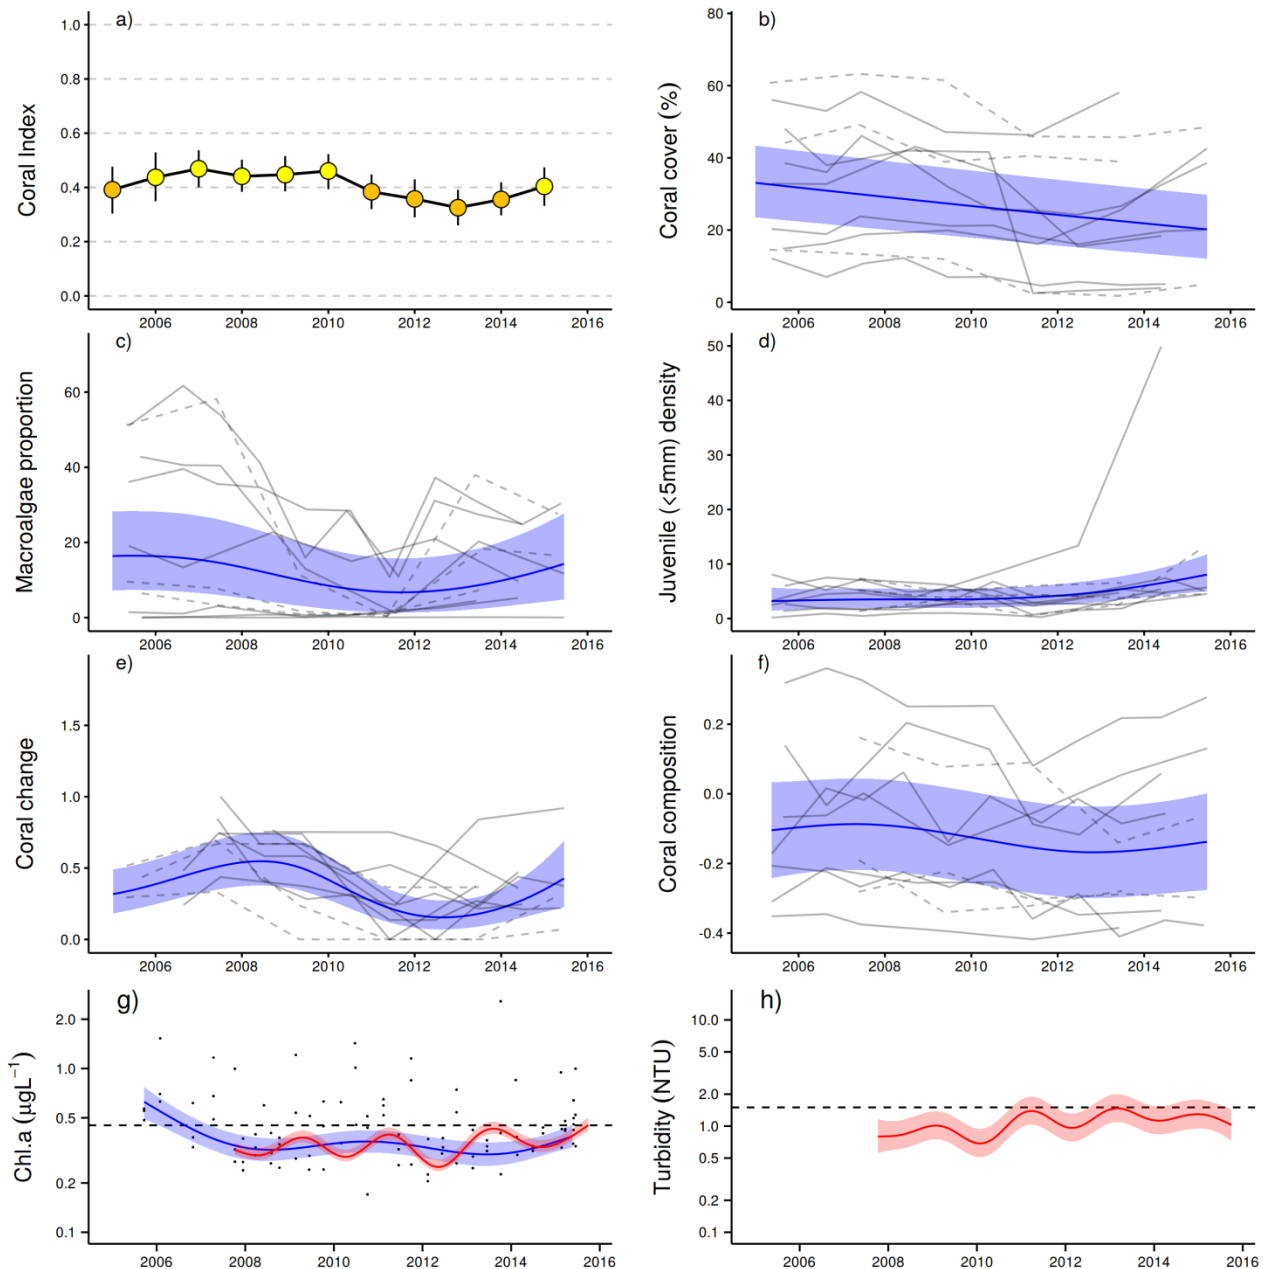 a)
Coral Index
1.0
0.8
0.6
0.4
0.2
0.0
2006 2008 2010 2012 2014 2016
b)
Coral cover (%)
80
60
40
20
0
2006 2008 2010 2012 2014 2016
c)
Macroalgae proportion
60
40
20
0
2006 2008 2010 2012 2014 2016
d)
Juvenile (<5mm) density
50
40
30
20
10
0
2006 2008 2010 2012 2014 2016
e)
Coral change
1.5
1.0
0.5
0.0
2006 2008 2010 2012 2014 2016
f)
Coral composition
0.2
0.0
-0.2
-0.4
2006 2008 2010 2012 2014 2016
g)
Chl.a (µgL⁻¹)
2.0
1.0
0.5
0.2
0.1
2006 2008 2010 2012 2014 2016
h)
Turbidity (NTU)
10.0
5.0
2.0
1.0
0.5
0.2
0.1
2006 2008 2010 2012 2014 2016